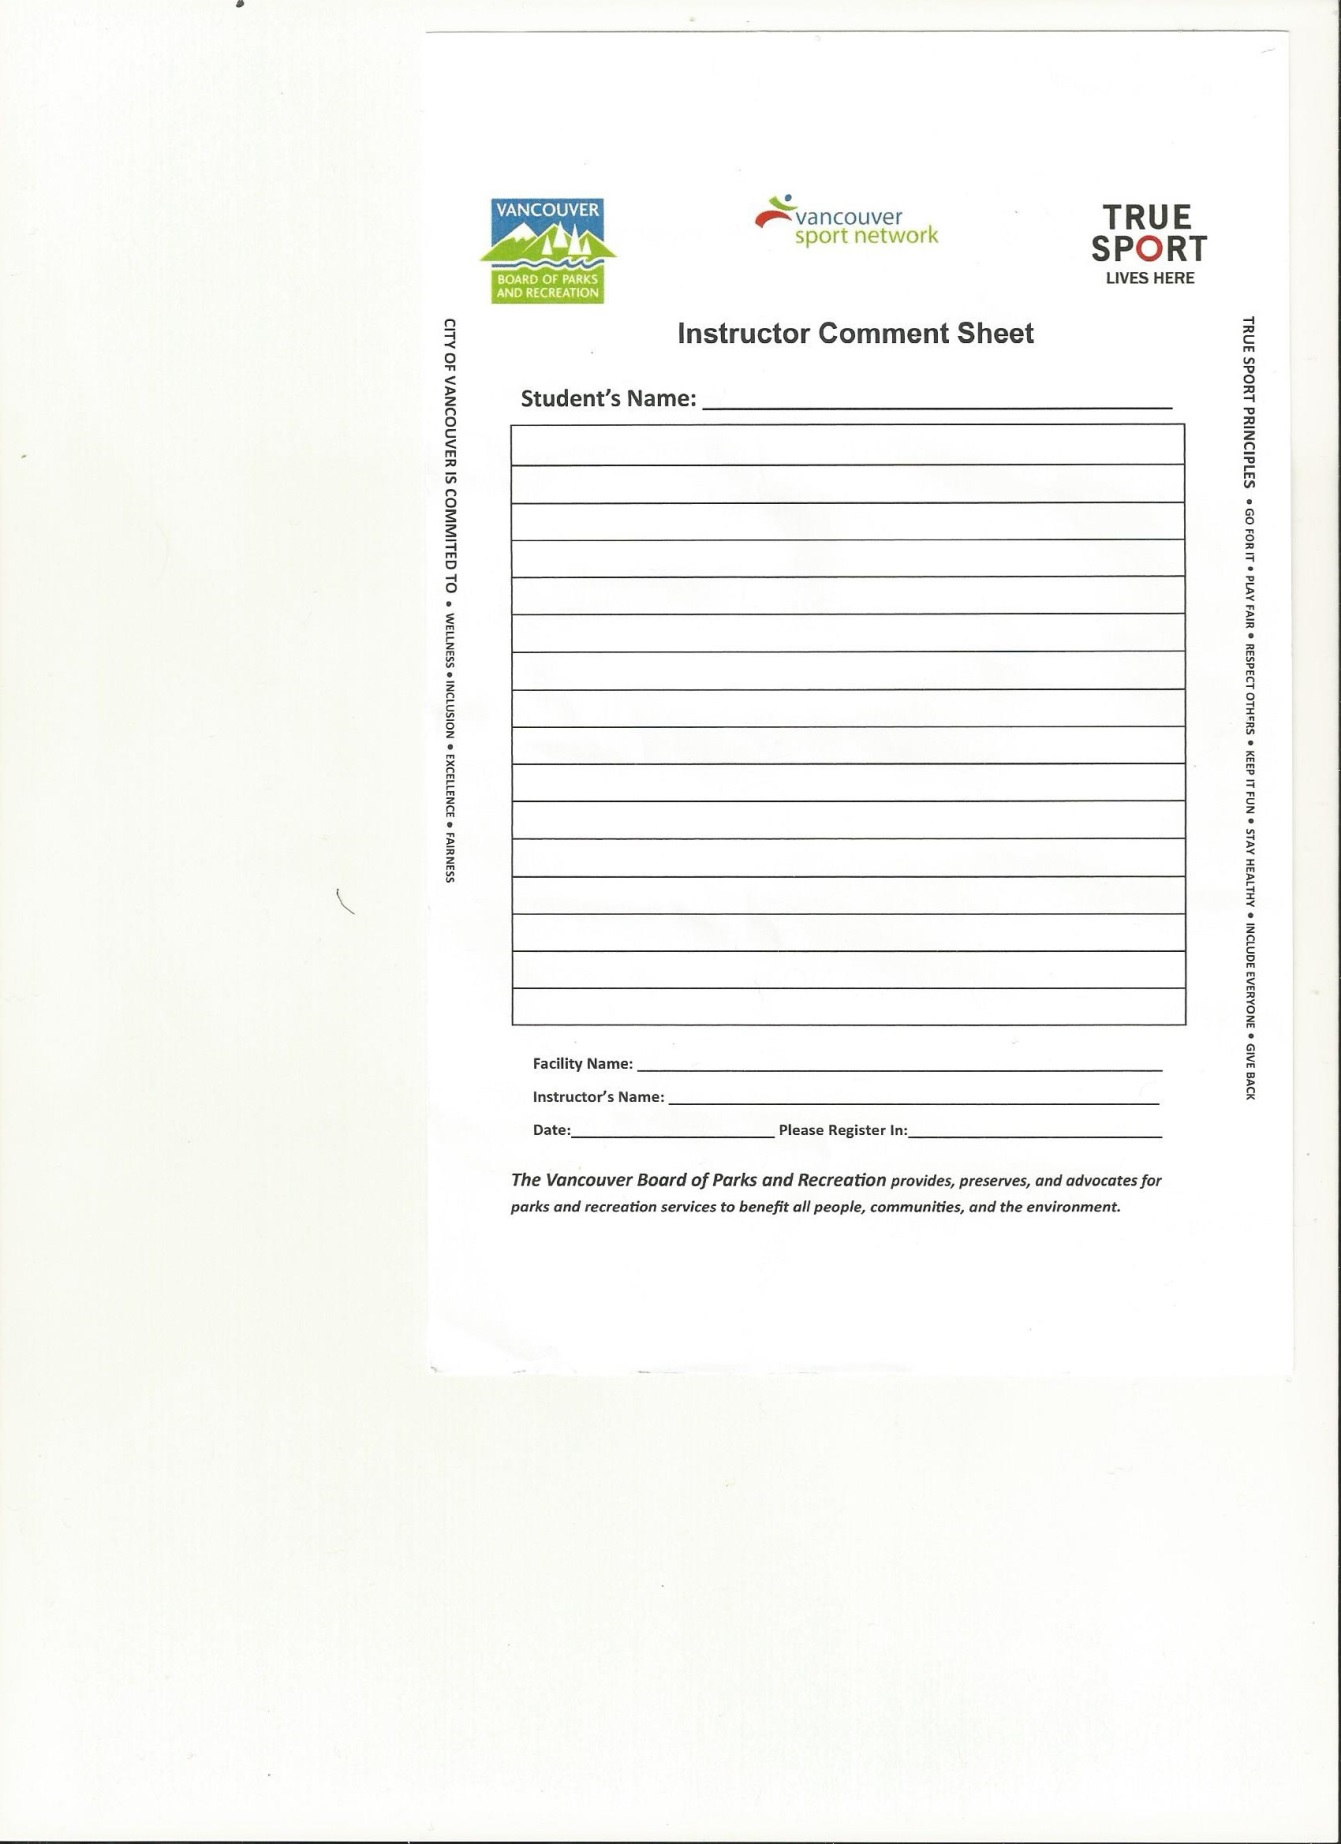 VANCOUVER
BOARD OF PARKS
AND RECREATION
vancouver
sport network
TRUE
SPORT
LIVES HERE
Instructor Comment Sheet
CITY OF VANCOUVER IS COMMITED TO • WELLNESS • INCLUSION • EXCELLENCE • FAIRNESS
TRUE SPORT PRINCIPLES • GO FOR IT • PLAY FAIR • RESPECT OTHERS • KEEP IT FUN • STAY HEALTHY • INCLUDE EVERYONE • GIVE BACK
Student's Name:
Facility Name:
Instructor's Name:
Date: Please Register In:
The Vancouver Board of Parks and Recreation provides, preserves, and advocates for
parks and recreation services to benefit all people, communities, and the environment.